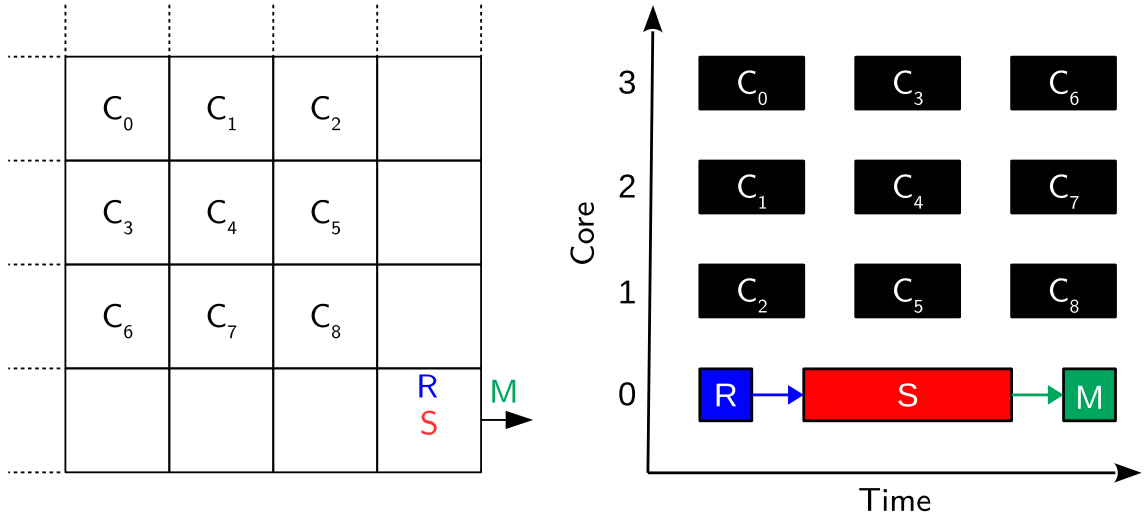 C₀ C₁ C₂
C₃ C₄ C₅
C₆ C₇ C₈
R
S
M
Core
3 C₀ C₃ C₆
2 C₁ C₄ C₇
1 C₂ C₅ C₈
0 R S M
Time